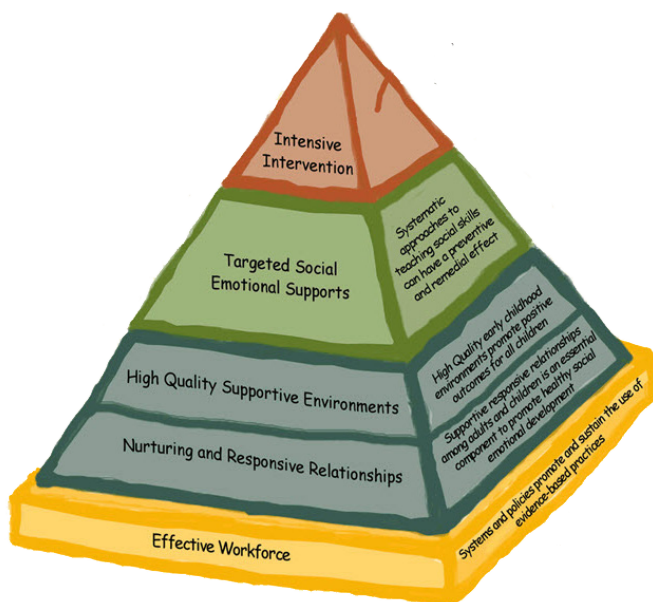 Intensive
Intervention
Targeted Social
Emotional Supports
Systematic
approaches to
teaching social skills
can have a preventive
and remedial effect
High Quality Supportive Environments
High Quality early childhood
environments promote positive
outcomes for all children
Nurturing and Responsive Relationships
Supportive responsive relationships
among adults and children is an essential
component to promote healthy social
emotional development
Effective Workforce
Systems and policies promote and sustain the use of
evidence-based practices